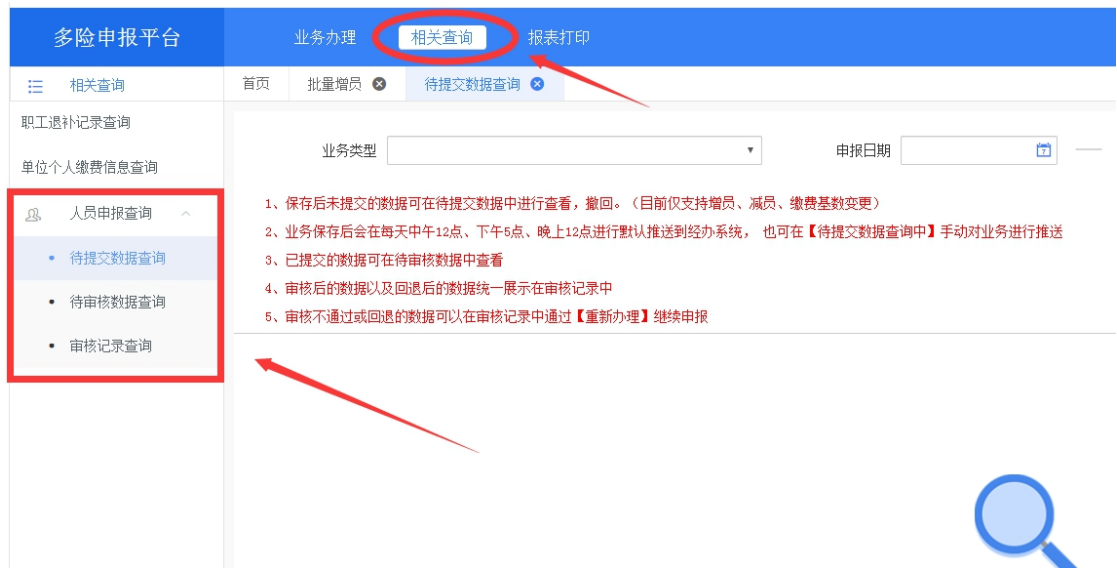 多险申报平台 业务办理 相关查询 报表打印
相关查询 首页 批量增员 待提交数据查询
职工退补记录查询
业务类型 申报日期 7
单位个人缴费信息查询
人员申报查询
待提交数据查询
待审核数据查询
审核记录查询
1、保存后未提交的数据可在待提交数据中进行查看，撤回。（目前仅支持增员、减员、缴费基数变更）
2、业务保存后会在每天中午12点、下午5点、晚上12点进行默认推送到经办系统， 也可在【待提交数据查询中】手动对业务进行推送
3、已提交的数据可在待审核数据中查看
4、审核后的数据以及回退后的数据统一展示在审核记录中
5、审核不通过或回退的数据可以在审核记录中通过【重新办理】继续申报